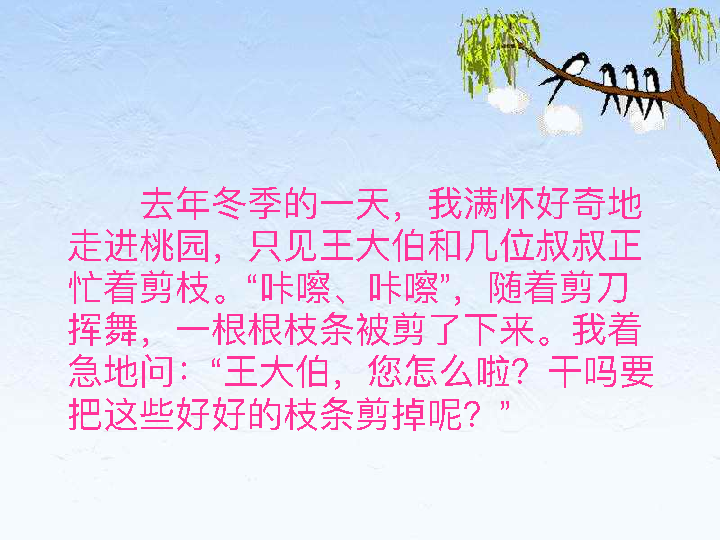 去年冬季的一天，我满怀好奇地
走进桃园，只见王大伯和几位叔叔正
忙着剪枝。“咔嚓、咔嚓”，随着剪刀
挥舞，一根根枝条被剪了下来。我着
急地问：“王大伯，您怎么啦？干吗要
把这些好好的枝条剪掉呢？”